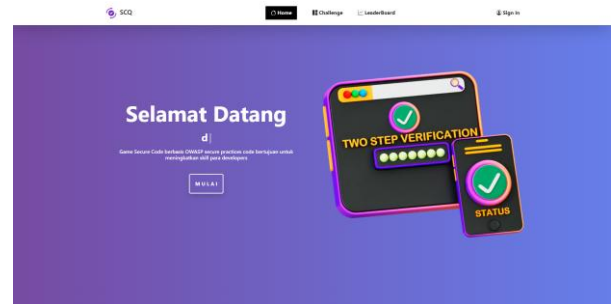 SCQ
Home
Challenge
LeaderBoard
Sign In
Selamat Datang
d
Game Secure Code berbasis OWASP secure practices code bertujuan untuk
meningkatkan skill para developers
MULAI
TWO STEP VERIFICATION
STATUS